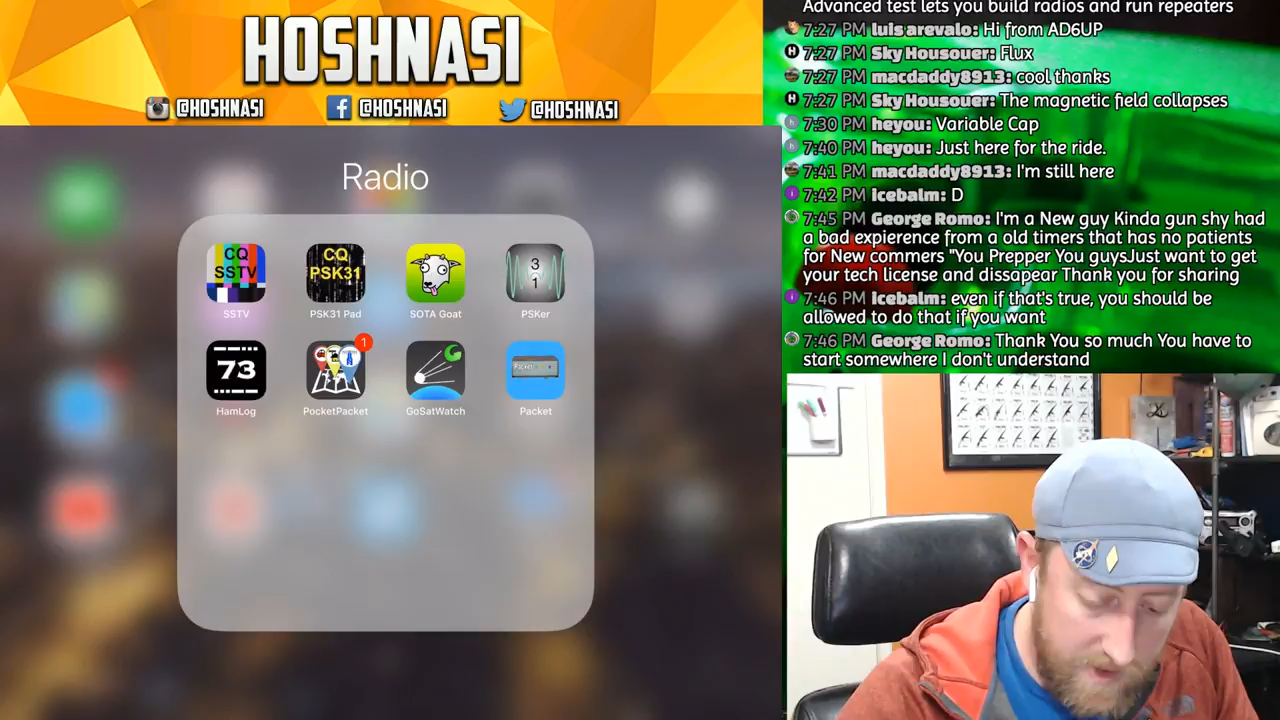 HOSHNASI
@HOSHNASI
@HOSHNASI
@HOSHNASI
Radio
CQ
SSTV
SSTV
CQ
PSK31
PSK31 Pad
SOTA Goat
3
1
PSKer
73
HamLog
1
PocketPacket
GoSatWatch
Packet
Packet
Advanced test lets you build radios and run repeaters
7:27 PM luis arevalo: Hi from AD6UP
H 7:27 PM Sky Housouer: Flux
7:27 PM macdaddy8913: cool thanks
H 7:27 PM Sky Housouer: The magnetic field collapses
h 7:30 PM heyou: Variable Cap
h 7:40 PM heyou: Just here for the ride.
7:41 PM macdaddy8913: I'm still here
i 7:42 PM icebalm: D
7:45 PM George Romo: I'm a New guy Kinda gun shy had
a bad expierence from a old timers that has no patients
for New commers "You Prepper You guysJust want to
get your tech license and dissapear Thank you for sharing
i 7:46 PM icebalm: even if that's true, you should be
allowed to do that if you want
7:46 PM George Romo: Thank You so much You have to
start somewhere I don't understand